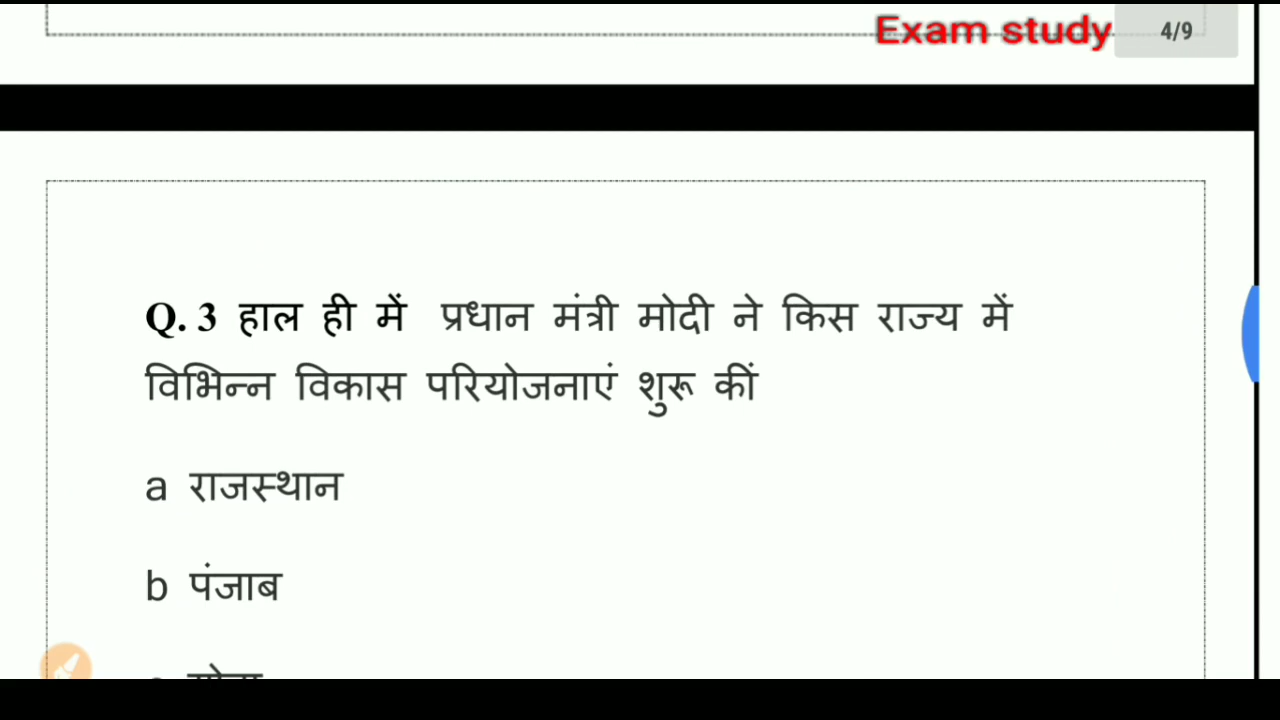 Exam study 4/9
Q. 3 हाल ही में प्रधान मंत्री मोदी ने किस राज्य में
विभिन्न विकास परियोजनाएं शुरू कीं
a राजस्थान
b पंजाब